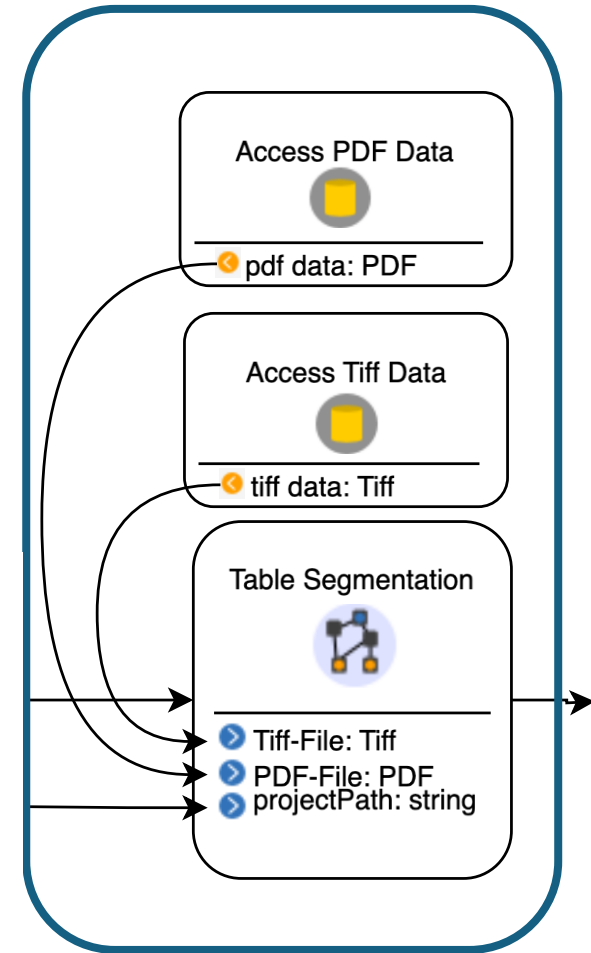 Access PDF Data
pdf data: PDF
Access Tiff Data
tiff data: Tiff
Table Segmentation
Tiff-File: Tiff
PDF-File: PDF
projectPath: string